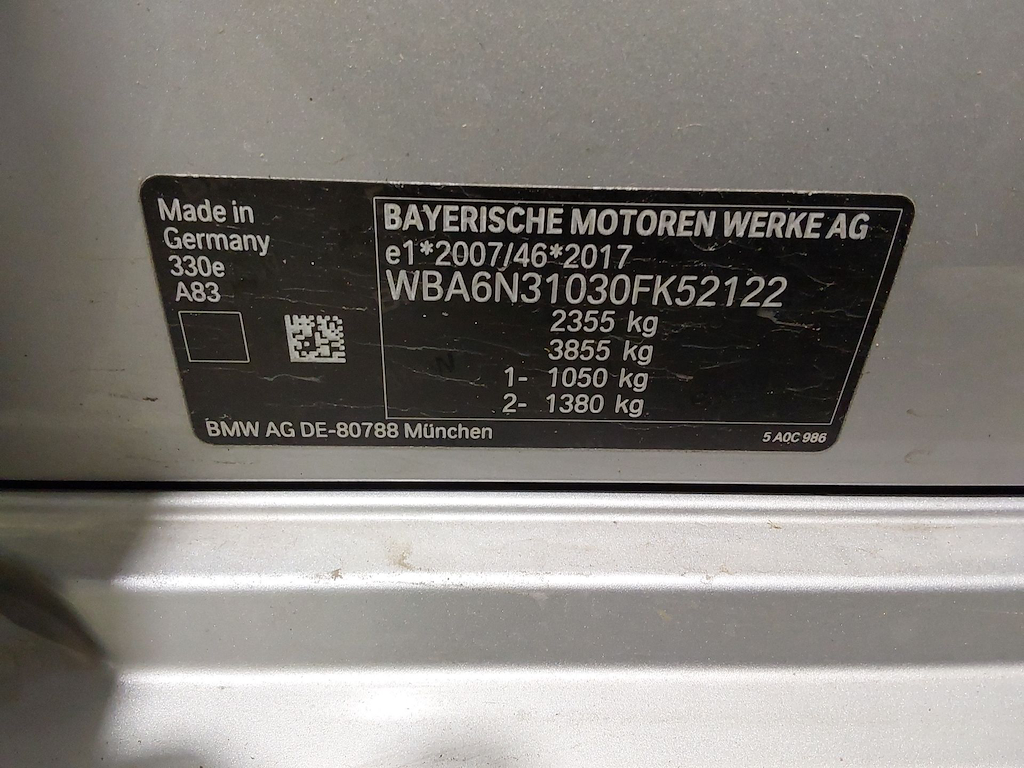 Made in
Germany
330e
A83
BMW AG DE-80788 München
BAYERISCHE MOTOREN WERKE AG
e1*2007/46*2017
WBA6N31030FK52122
2355 kg
3855 kg
1- 1050 kg
2- 1380 kg
5 A0C 986